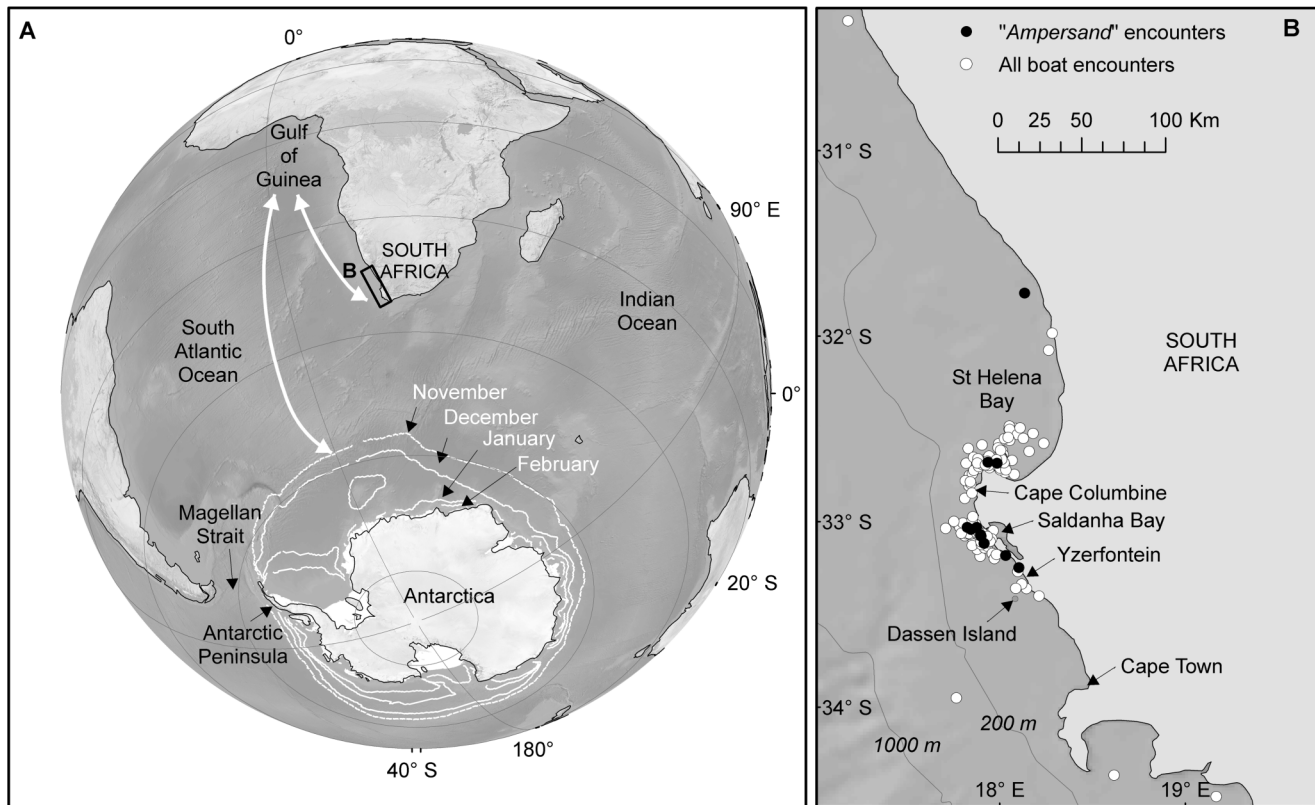 A
0°
Gulf
of
Guinea
90° E
SOUTH
AFRICA
B
Indian
Ocean
South
Atlantic
Ocean
0°
November
December
January
February
Magellan
Strait
Antarctica
20° S
Antarctic
Peninsula
180°
40° S
"Ampersand" encounters
B
All boat encounters
0 25 50 100 Km
31° S
32° S
SOUTH
AFRICA
St Helena
Bay
Cape Columbine
33° S
Saldanha Bay
Yzerfontein
Dassen Island
Cape Town
34° S
200 m
1000 m
18° E
19° E